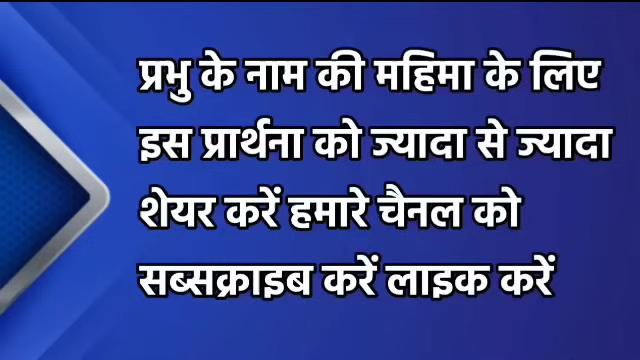 प्रभु के नाम की महिमा के लिए
इस प्रार्थना को ज्यादा से ज्यादा
शेयर करें हमारे चैनल को
सब्सक्राइब करें लाइक करें